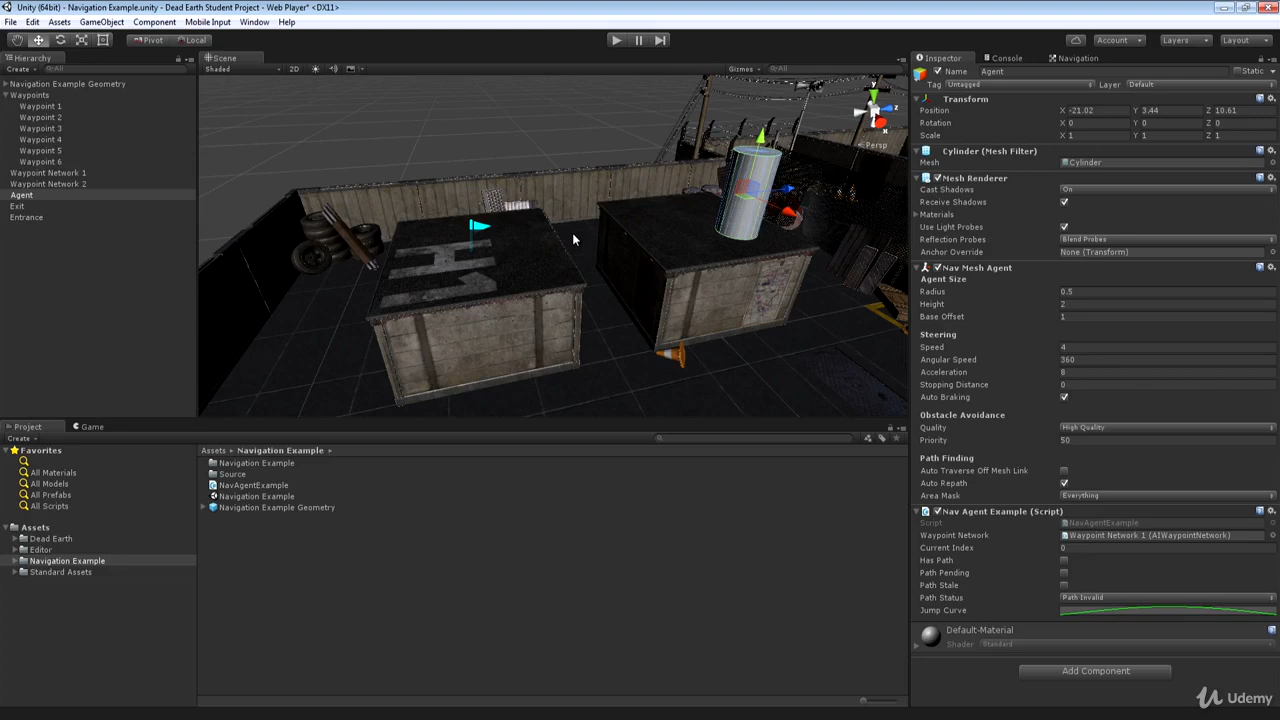 Unity (64bit) - Navigation Example.unity - Dead Earth Student Project - Web Player* <DX11>
File Edit Assets GameObject Component Mobile Input Window Help
Pivot Local Account Layers Layout
Hierarchy
Create All
Navigation Example Geometry
Waypoints
Waypoint 1
Waypoint 2
Waypoint 3
Waypoint 4
Waypoint 5
Waypoint 6
Waypoint Network 1
Waypoint Network 2
Agent
Exit
Entrance
Scene
Shaded 2D Gizmos All
y
z
Persp
Project Game
Create
Favorites
All Materials
All Models
All Prefabs
All Scripts
Assets
Dead Earth
Editor
Navigation Example
Standard Assets
Assets Navigation Example
Navigation Example
Source
NavAgentExample
Navigation Example
Navigation Example Geometry
Inspector Console Navigation
Name Agent Static
Tag Untagged Layer Default
Transform
Position X -21.02 Y 3.44 Z 10.61
Rotation X 0 Y 0 Z 0
Scale X 1 Y 1 Z 1
Cylinder (Mesh Filter)
Mesh Cylinder
Mesh Renderer
Cast Shadows On
Receive Shadows
Materials
Use Light Probes
Reflection Probes Blend Probes
Anchor Override None (Transform)
Nav Mesh Agent
Agent Size
Radius 0.5
Height 2
Base Offset 1
Steering
Speed 4
Angular Speed 360
Acceleration 8
Stopping Distance 0
Auto Braking
Obstacle Avoidance
Quality High Quality
Priority 50
Path Finding
Auto Traverse Off Mesh Link
Auto Repath
Area Mask Everything
Nav Agent Example (Script)
Script NavAgentExample
Waypoint Network Waypoint Network 1 (AIWaypointNetwork)
Current Index 0
Has Path
Path Pending
Path Stale
Path Status Path Invalid
Jump Curve
Default-Material
Shader Standard
Add Component
Udemy